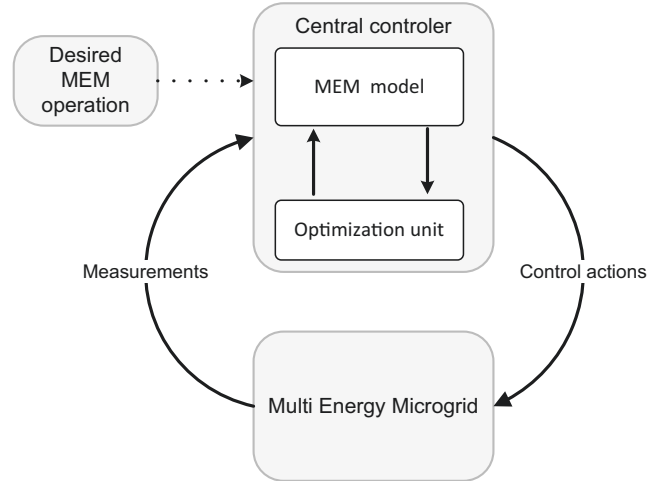 Central controler
Desired
MEM
operation
MEM model
Optimization unit
Measurements
Control actions
Multi Energy Microgrid